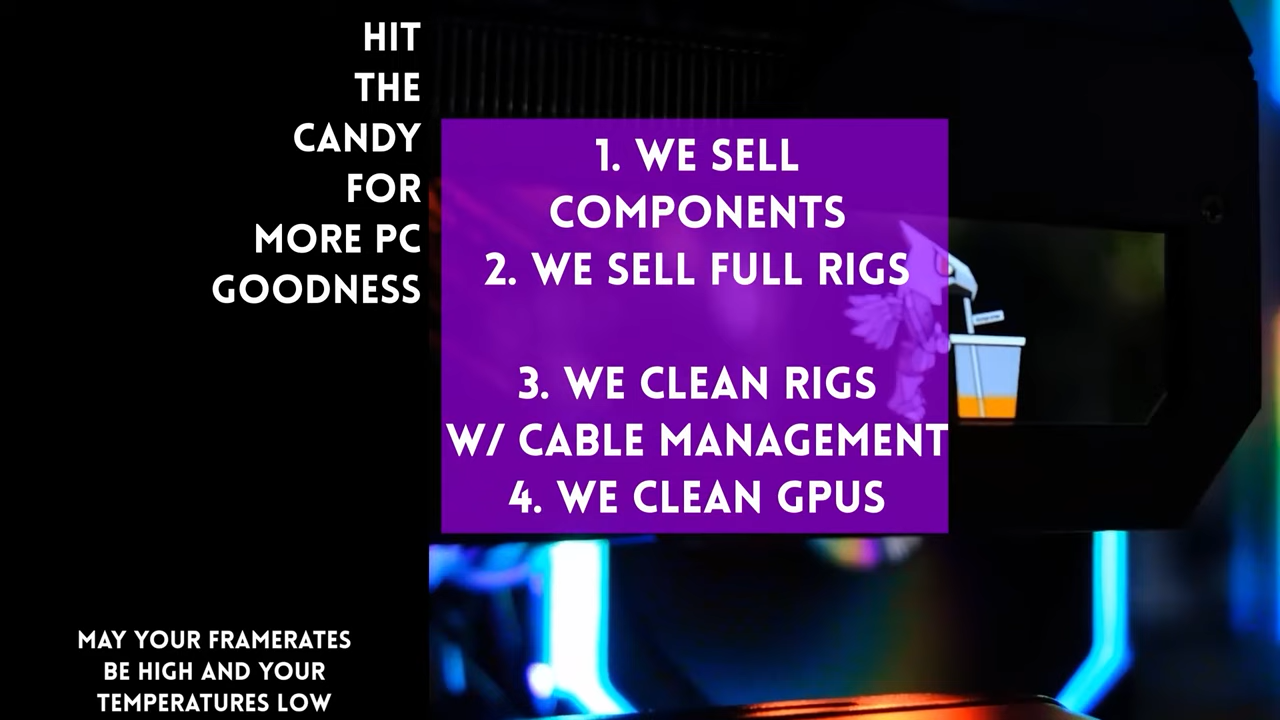 HIT
THE
CANDY
FOR
MORE PC
GOODNESS
1. WE SELL
COMPONENTS
2. WE SELL FULL RIGS
3. WE CLEAN RIGS
W/ CABLE MANAGEMENT
4. WE CLEAN GPUS
MAY YOUR FRAMERATES
BE HIGH AND YOUR
TEMPERATURES LOW